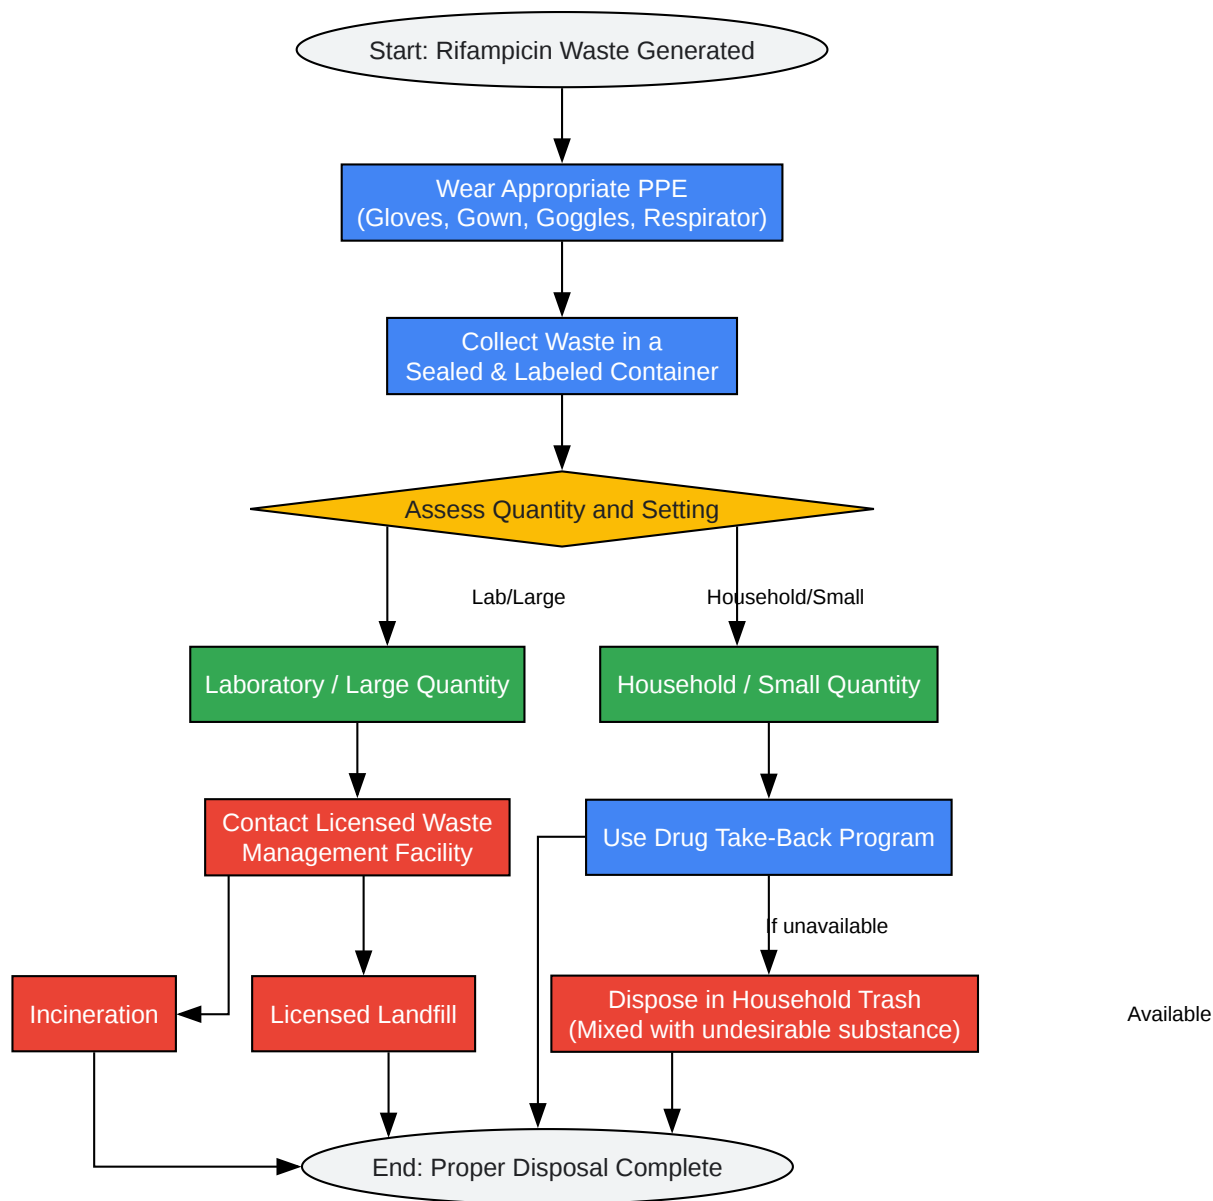 Start: Rifampicin Waste Generated
Wear Appropriate PPE
(Gloves, Gown, Goggles, Respirator)
Collect Waste in a
Sealed & Labeled Container
Assess Quantity and Setting
Lab/Large
Household/Small
Laboratory / Large Quantity
Household / Small Quantity
Contact Licensed Waste
Management Facility
Use Drug Take-Back Program
If unavailable
Incineration
Licensed Landfill
Dispose in Household Trash
(Mixed with undesirable substance)
Available
End: Proper Disposal Complete